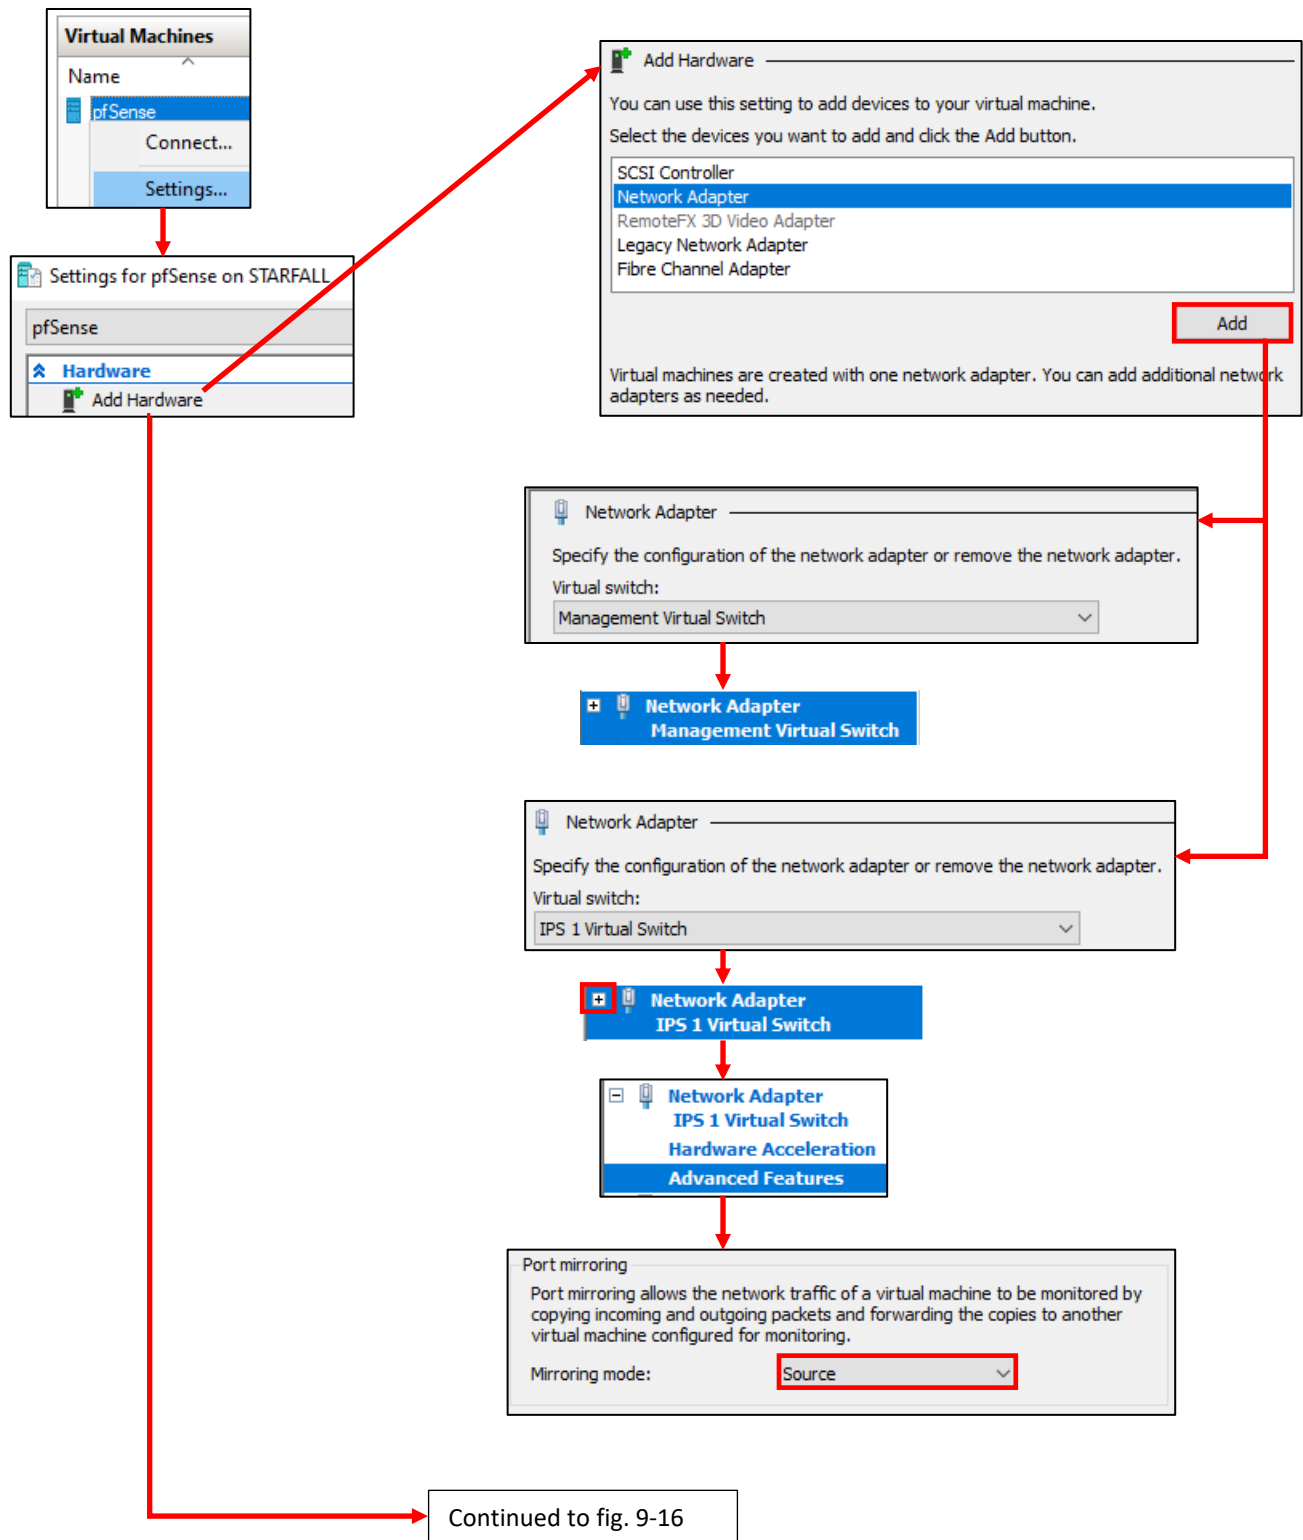 Virtual Machines
Name
pfSense
Connect...
Settings...
Settings for pfSense on STARFALL
pfSense
Hardware
Add Hardware
Add Hardware
You can use this setting to add devices to your virtual machine.
Select the devices you want to add and click the Add button.
SCSI Controller
Network Adapter
RemoteFX 3D Video Adapter
Legacy Network Adapter
Fibre Channel Adapter
Add
Virtual machines are created with one network adapter. You can add additional network
adapters as needed.
Network Adapter
Specify the configuration of the network adapter or remove the network adapter.
Virtual switch:
Management Virtual Switch
Network Adapter
Management Virtual Switch
Network Adapter
Specify the configuration of the network adapter or remove the network adapter.
Virtual switch:
IPS 1 Virtual Switch
Network Adapter
IPS 1 Virtual Switch
Network Adapter
IPS 1 Virtual Switch
Hardware Acceleration
Advanced Features
Port mirroring
Port mirroring allows the network traffic of a virtual machine to be monitored by
copying incoming and outgoing packets and forwarding the copies to another
virtual machine configured for monitoring.
Mirroring mode:
Source
Continued to fig. 9-16